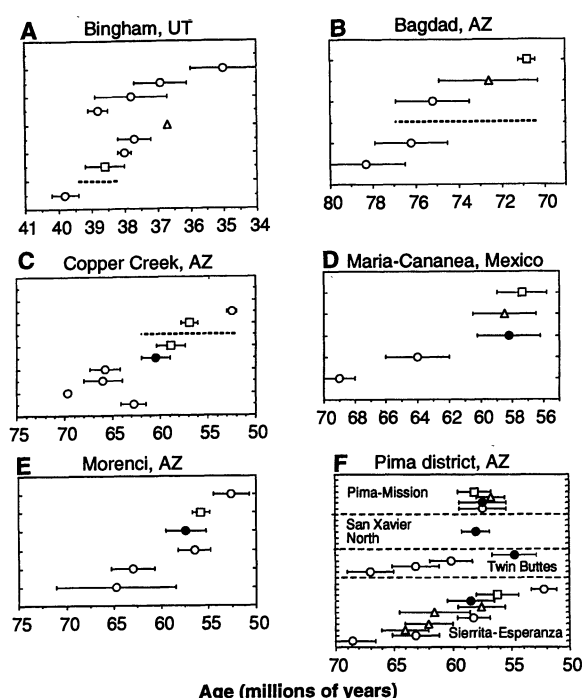 A Bingham, UT
41 40 39 38 37 36 35 34
B Bagdad, AZ
80 78 76 74 72 70
C Copper Creek, AZ
75 70 65 60 55 50
D Maria-Cananea, Mexico
70 68 66 64 62 60 58 56
E Morenci, AZ
75 70 65 60 55 50
F Pima district, AZ
Pima-Mission
San Xavier
North
Twin Buttes
Sierrita-Esperanza
70 65 60 55 50
Age (millions of years)